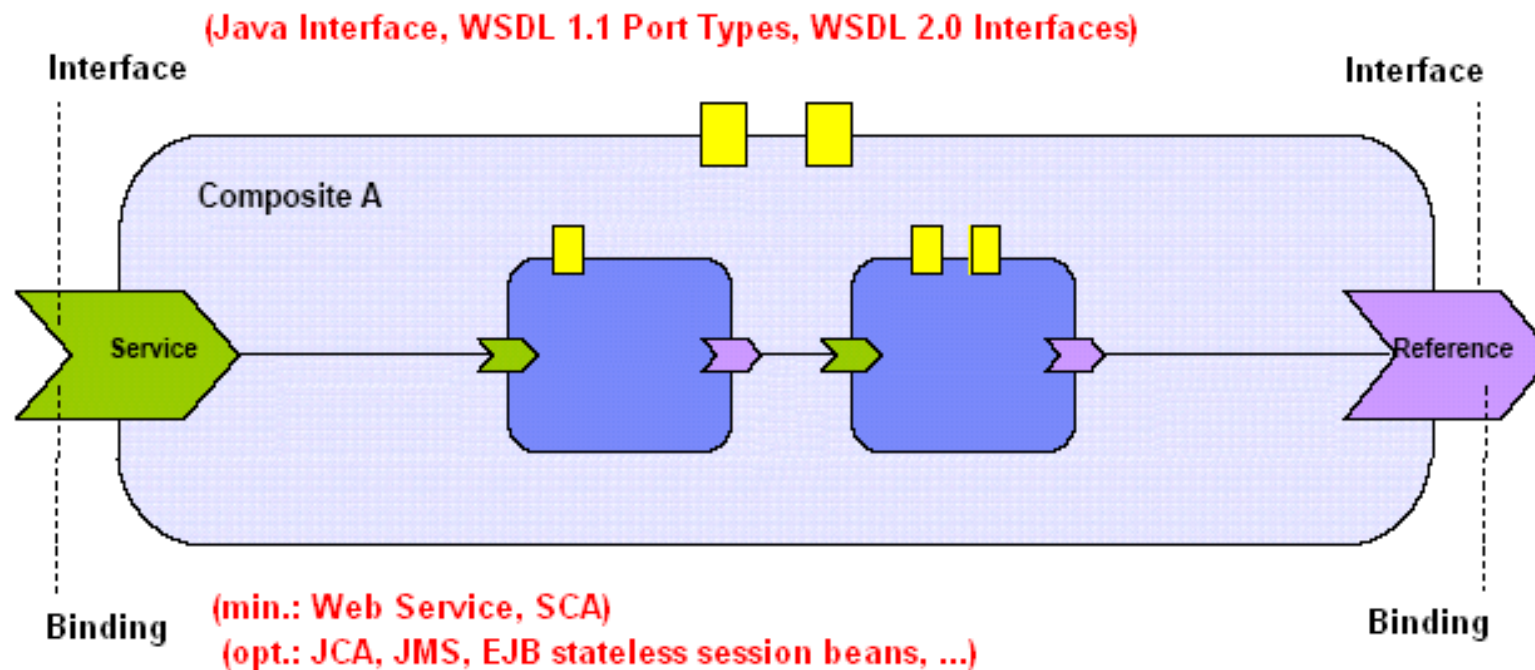 (Java Interface, WSDL 1.1 Port Types, WSDL 2.0 Interfaces)
Interface
Interface
Composite A
Service
Reference
Binding
(min.: Web Service, SCA)
Binding
(opt.: JCA, JMS, EJB stateless session beans, ...)